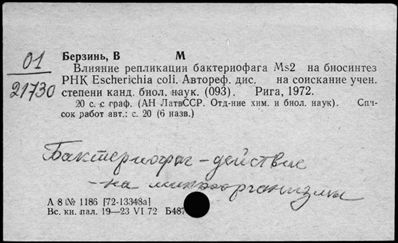 01
21730
Берзинь, В М
Влияние репликации бактериофага Ms2 на биосинтез
РНК Escherichia coli. Автореф. дис. на соискание учен.
степени канд. биол. наук. (093). Рига, 1972.
20 с. с граф. (АН ЛатвССР. Отд-ние хим. и биол. наук). Спи-
сок работ авт.: с. 20 (6 назв.)
Бактериофаг - действие
- на микроорганизмы
А 8 № 1186 [72-13348а]
Вс. кн. пал. 19—23 VI 72 Б487